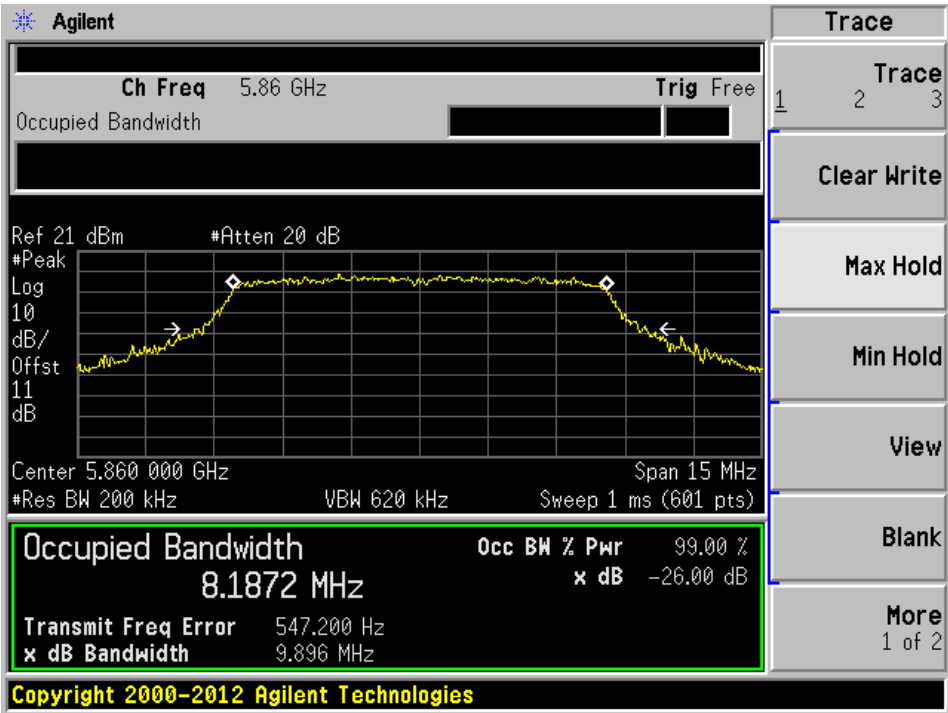 Agilent
Trace
Ch Freq 5.86 GHz Trig Free
Occupied Bandwidth
Trace
1 2 3
Clear Write
Max Hold
Min Hold
View
Blank
More
1 of 2
Ref 21 dBm #Atten 20 dB
#Peak
Log
10
dB/
Offst
11
dB
Center 5.860 000 GHz Span 15 MHz
#Res BW 200 kHz VBW 620 kHz Sweep 1 ms (601 pts)
Occupied Bandwidth
8.1872 MHz
Occ BW % Pwr 99.00 %
x dB -26.00 dB
Transmit Freq Error 547.200 Hz
x dB Bandwidth 9.896 MHz
Copyright 2000-2012 Agilent Technologies